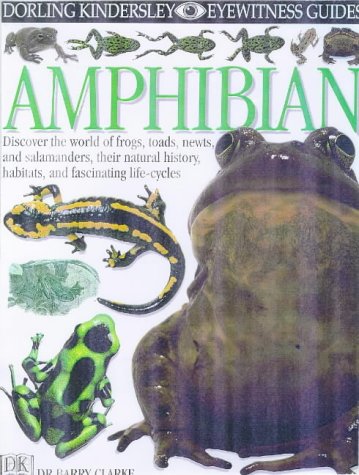 DORLING KINDERSLEY EYEWITNESS GUIDES
AMPHIBIAN
Discover the world of frogs, toads, newts,
and salamanders, their natural history,
habitats, and fascinating life-cycles
DK
DR BARRY CLARKE